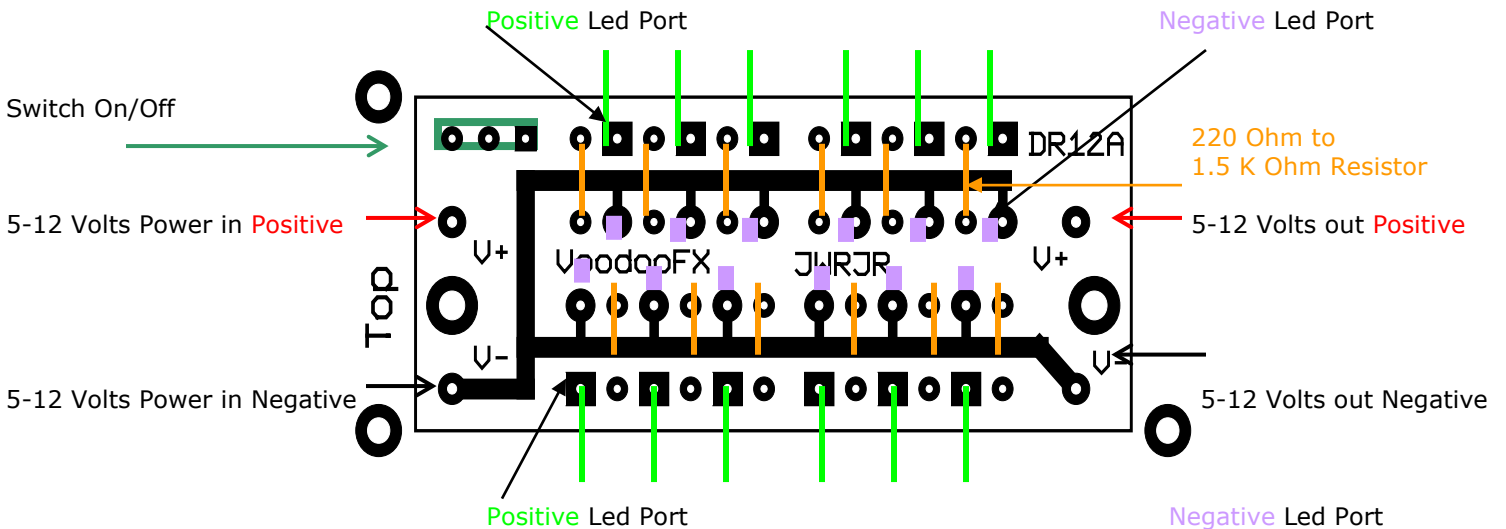 Positive Led Port
Negative Led Port
Switch On/Off
DR12A
220 Ohm to
1.5 K Ohm Resistor
5-12 Volts Power in Positive
5-12 Volts out Positive
V+
VoodooFX
JWRJR
V+
Top
V-
V-
5-12 Volts Power in Negative
5-12 Volts out Negative
Positive Led Port
Negative Led Port